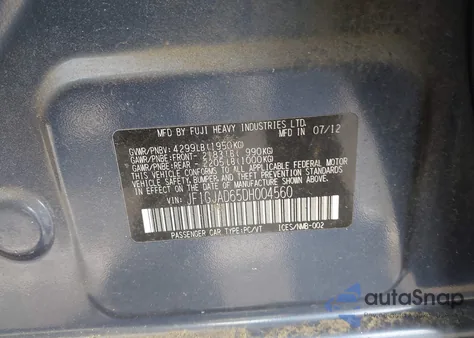 MFD BY FUJI HEAVY INDUSTRIES LTD. IN 07/12
GVWR/PNBV: 4299LB(1950KG)
GAWR/PNBE: FRONT- 2183LB( 990KG)
GAWR/PNBE: REAR - 2205LB(1000KG)
THIS VEHICLE CONFORMS TO ALL APPLICABLE FEDERAL MOTOR
VEHICLE SAFETY, BUMPER, AND THEFT PREVENTION STANDARDS
IN EFFECT ON THE DATE OF MANUFACTURE SHOWN ABOVE.
VIN: JF1GJAD65DH004560
PASSENGER CAR TYPE:PC/VT ICES/NMB-002
autoSnap